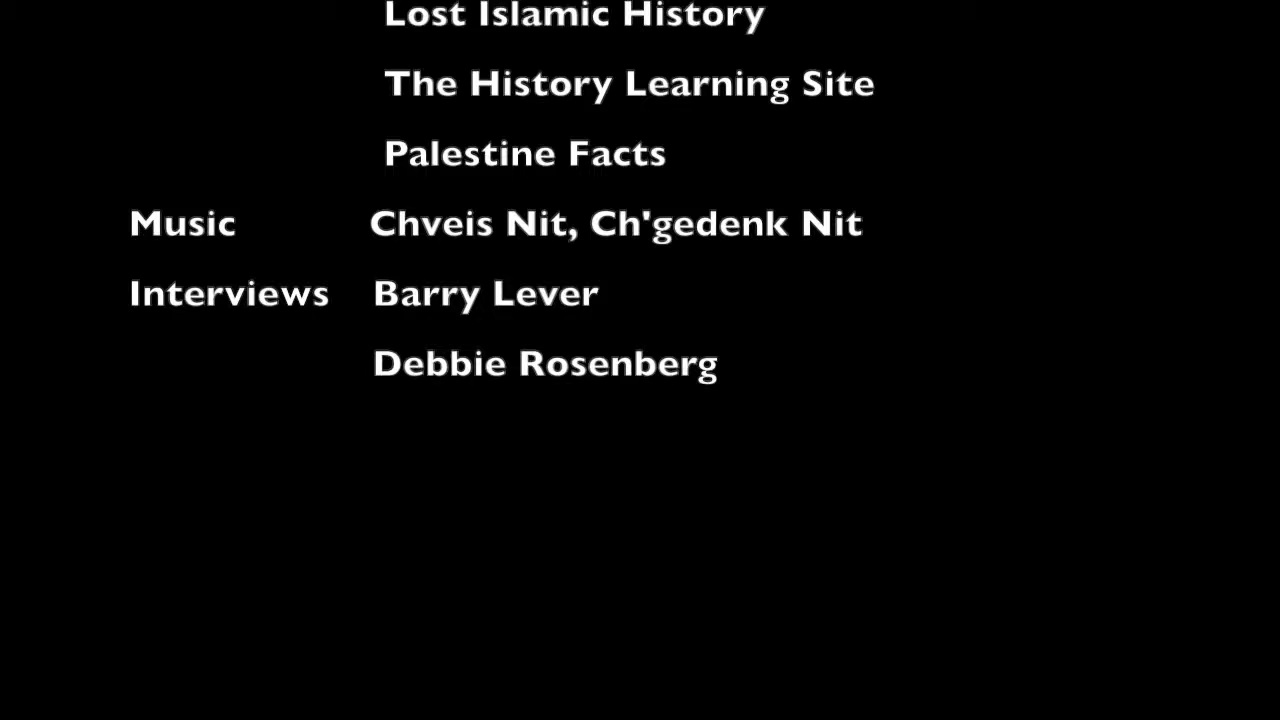 Lost Islamic History
The History Learning Site
Palestine Facts
Music Chveis Nit, Ch'gedenk Nit
Interviews Barry Lever
Debbie Rosenberg